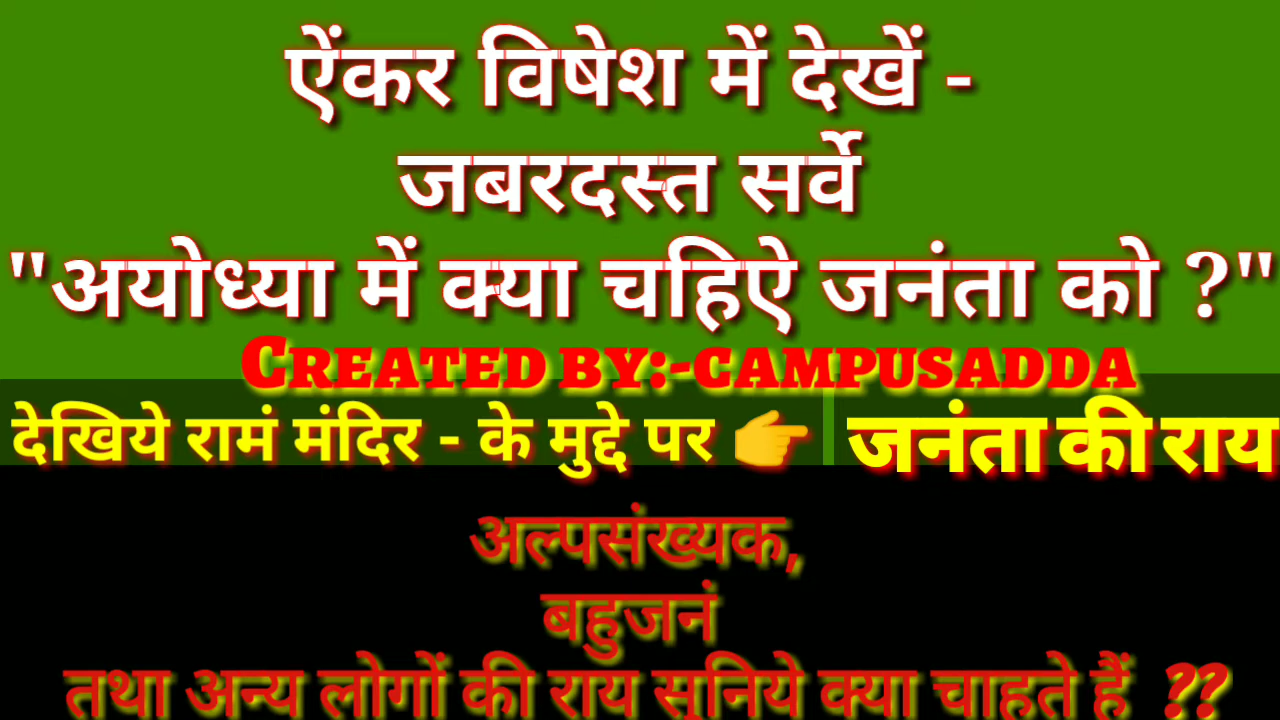 ऐंकर विषेश में देखें -
जबरदस्त सर्वे
"अयोध्या में क्या चहिऐ जनंता को ?"
CREATED BY:-CAMPUSADDA
देखिये रामं मंदिर - के मुद्दे पर 👉 जनंता की राय
अल्पसंख्यक,
बहुजनं
तथा अन्य लोगों की राय सुनिये क्या चाहते हैं ??